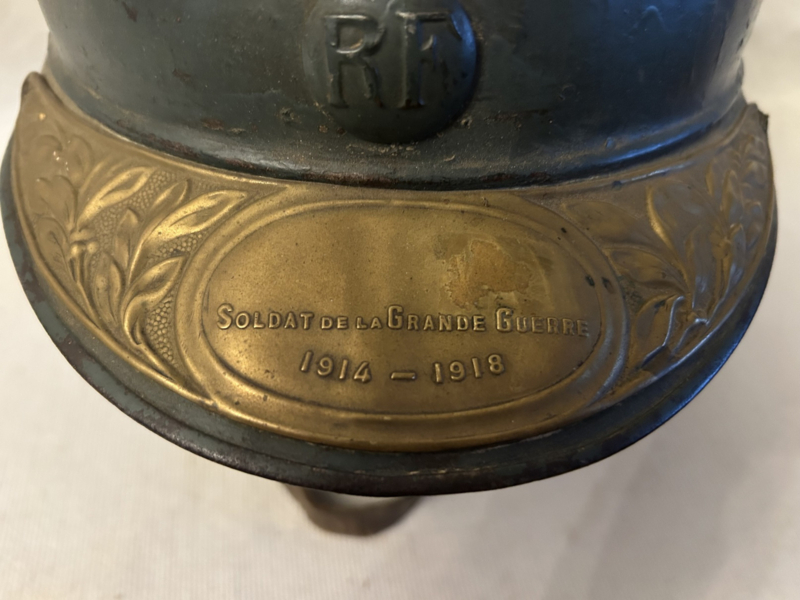 RF
SOLDAT DE LA GRANDE GUERRE
1914 — 1918